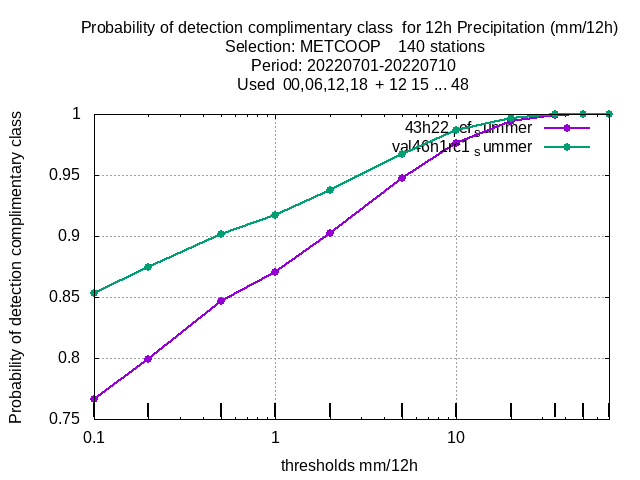 Probability of detection complimentary class for 12h Precipitation (mm/12h)
Selection: METCOOP 140 stations
Period: 20220701-20220710
Used 00,06,12,18 + 12 15 ... 48
Probability of detection complimentary class
1
0.95
0.9
0.85
0.8
0.75
0.1
1
10
thresholds mm/12h